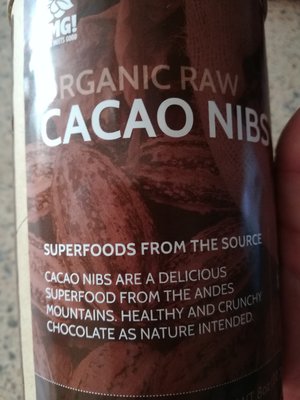 OMG!
ORGANIC RAW
CACAO NIBS
SUPERFOODS FROM THE SOURCE
CACAO NIBS ARE A DELICIOUS
SUPERFOOD FROM THE ANDES
MOUNTAINS. HEALTHY AND CRUNCHY
CHOCOLATE AS NATURE INTENDED.